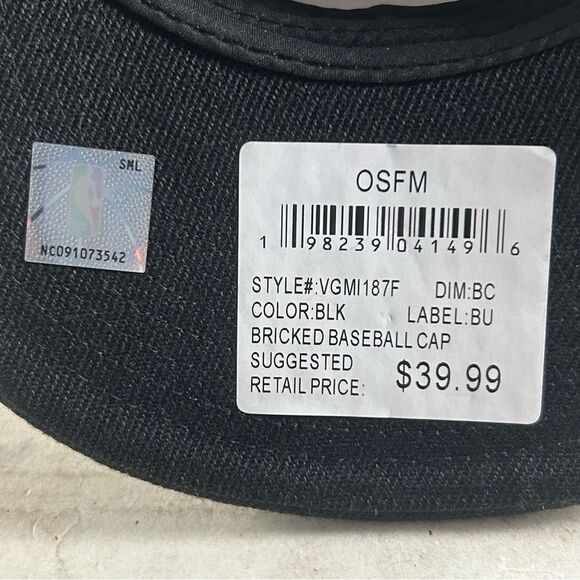 SML
NC091073542
OSFM
1 98239 04149 6
STYLE#:VGMI187F DIM:BC
COLOR:BLK LABEL:BU
BRICKED BASEBALL CAP
SUGGESTED
RETAIL PRICE: $39.99